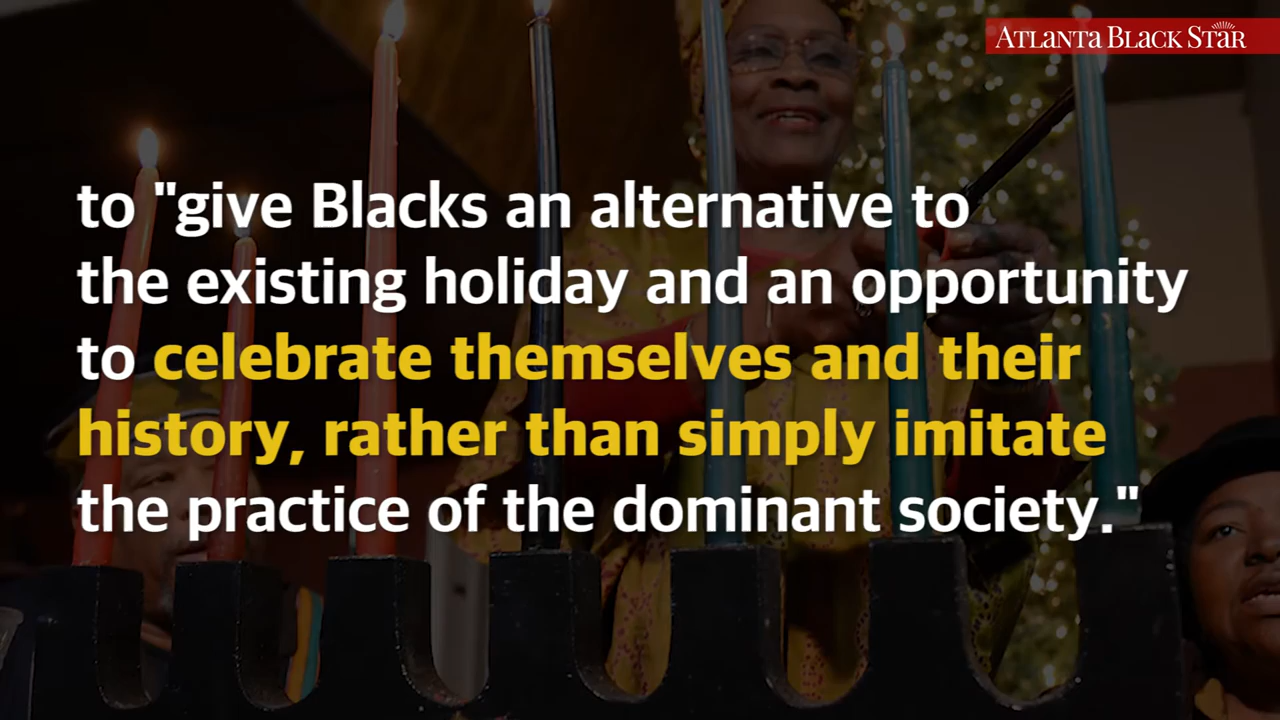 ATLANTA BLACK STAR
to "give Blacks an alternative to
the existing holiday and an opportunity
to celebrate themselves and their
history, rather than simply imitate
the practice of the dominant society."